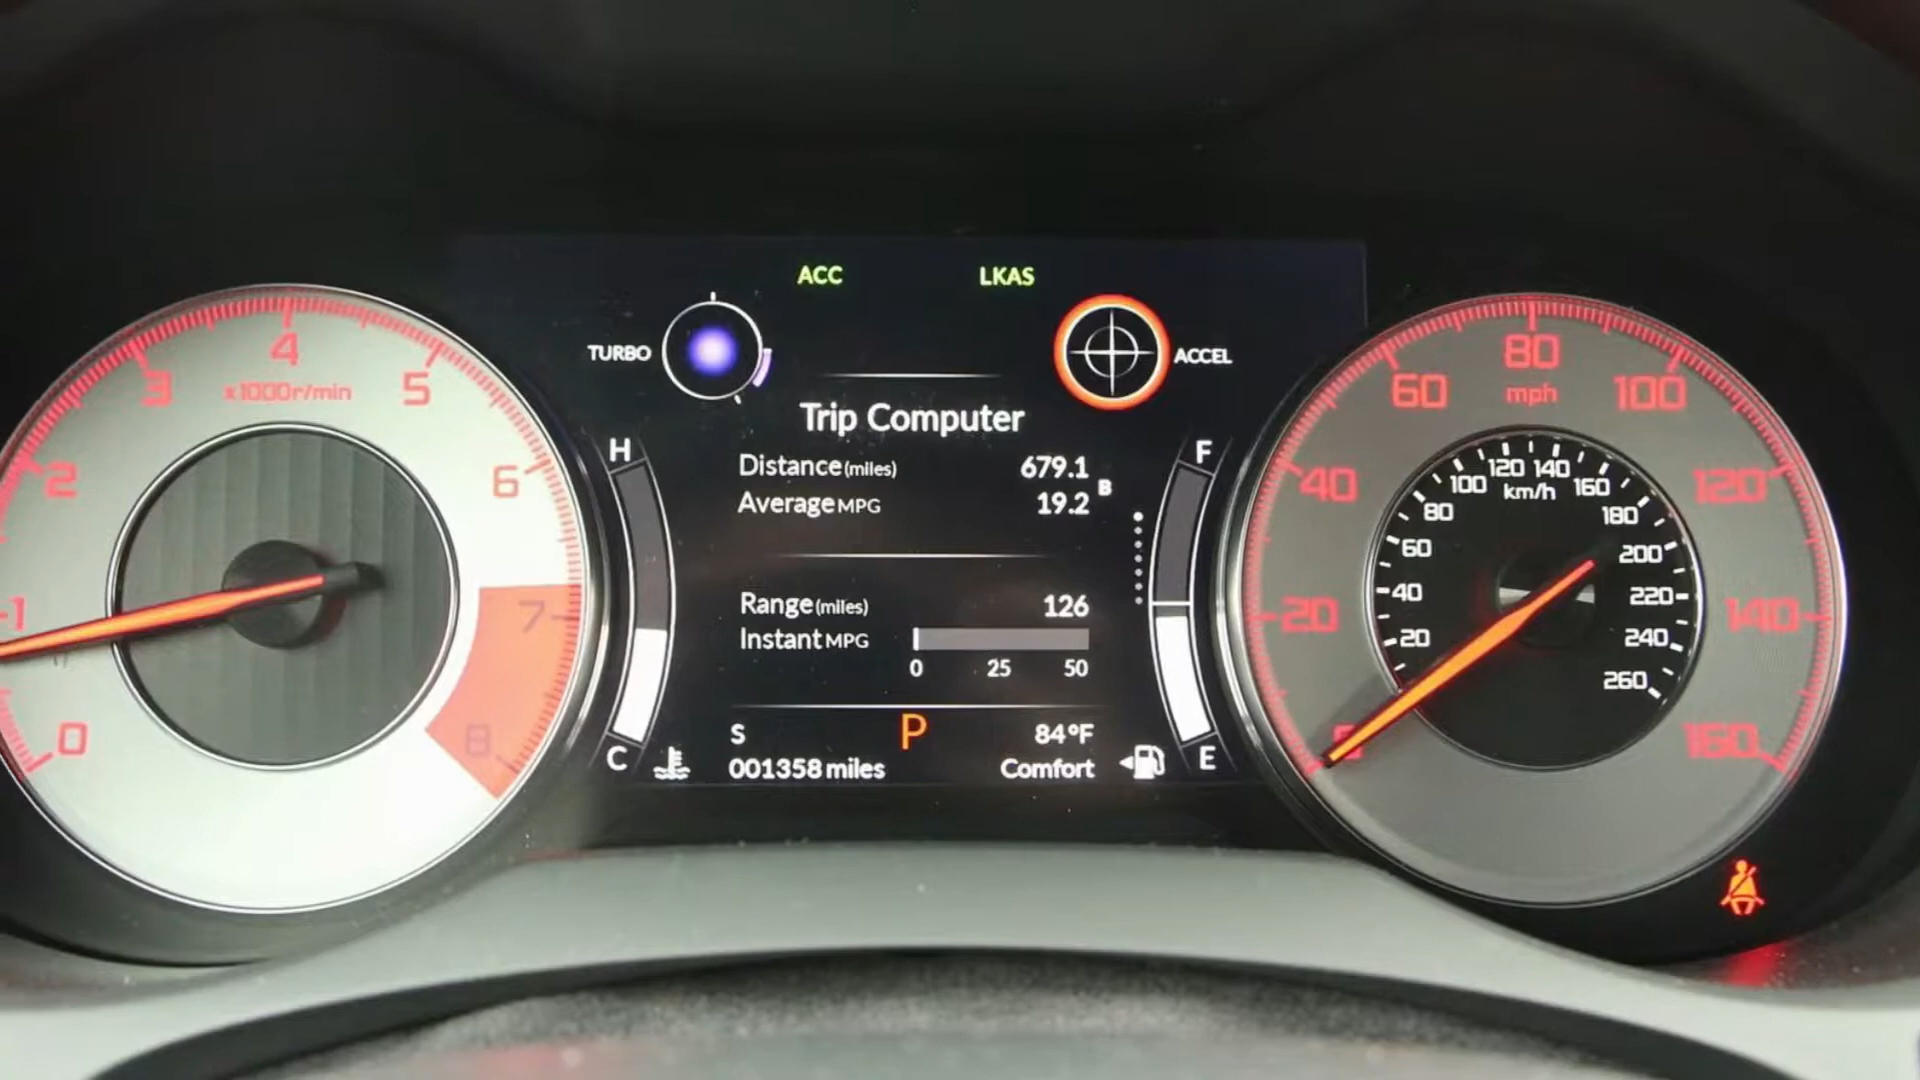 ACC LKAS
TURBO ACCEL
Trip Computer
Distance(miles) 679.1
Average MPG 19.2
B
Range(miles) 126
Instant MPG
0 25 50
S P 84°F
001358 miles Comfort
H
C
F
E
0 1 2 3 4 5 6 7 8
x1000r/min
20 40 60 80 100 120 140 160
mph
20 40 60 80 100 120 140 160 180 200 220 240 260
km/h